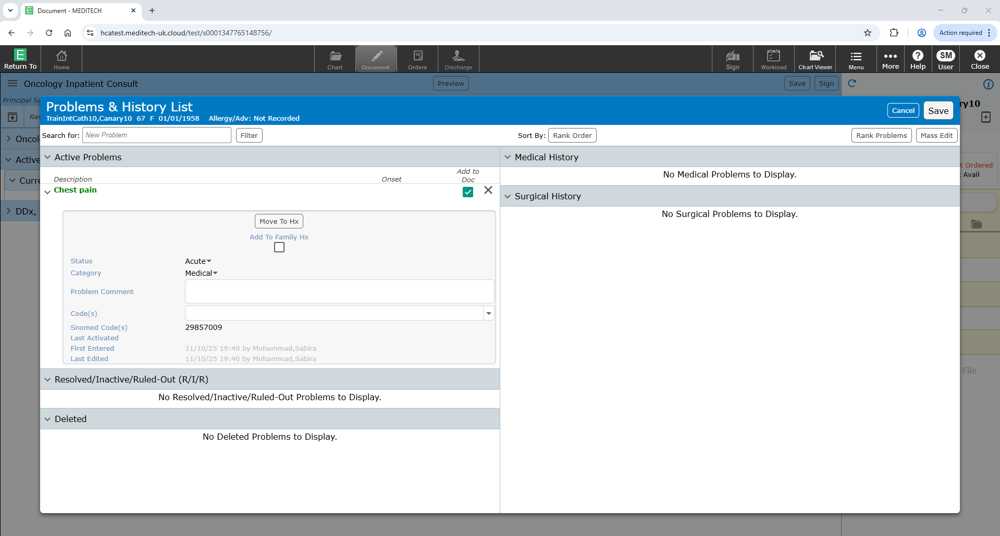 Document - MEDITECH
hcatest.meditech-uk.cloud/test/s0001347765148756/
Action required
Return To
Home
Chart
Document
Orders
Discharge
Sign
Workload
Chart Viewer
Menu
More
Help
SM
User
Close
Oncology Inpatient Consult
Preview
Save
Sign
Principal Sa
ry10
Problems & History List
TrainIntCath10,Canary10 67 F 01/01/1958 Allergy/Adv: Not Recorded
Cancel
Save
Rev
Search for: New Problem Filter
Sort By: Rank Order
Rank Problems
Mass Edit
Oncol
Active
Curre
DDx,
Active Problems
Description
Onset
Add to
Doc
Chest pain
Move To Hx
Add To Family Hx
Status Acute
Category Medical
Problem Comment
Code(s)
Snomed Code(s) 29857009
Last Activated
First Entered 11/10/25 19:40 by Mohammad,Sabira
Last Edited 11/10/25 19:40 by Mohammad,Sabira
Resolved/Inactive/Ruled-Out (R/I/R)
No Resolved/Inactive/Ruled-Out Problems to Display.
Deleted
No Deleted Problems to Display.
Medical History
No Medical Problems to Display.
Surgical History
No Surgical Problems to Display.
t Ordered
: Avail
File